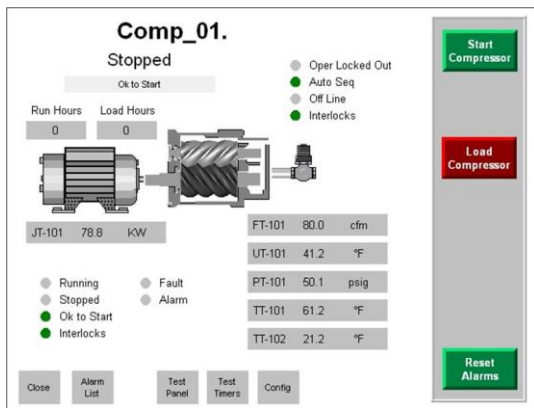 Comp_01.
Stopped
Ok to Start
Run Hours
Load Hours
0
0
Oper Locked Out
Auto Seq
Off Line
Interlocks
JT-101 78.8 KW
FT-101 80.0 cfm
UT-101 41.2 °F
PT-101 50.1 psig
TT-101 61.2 °F
TT-102 21.2 °F
Running
Stopped
Ok to Start
Interlocks
Fault
Alarm
Close
Alarm
List
Test
Panel
Test
Timers
Config
Start
Compressor
Load
Compressor
Reset
Alarms